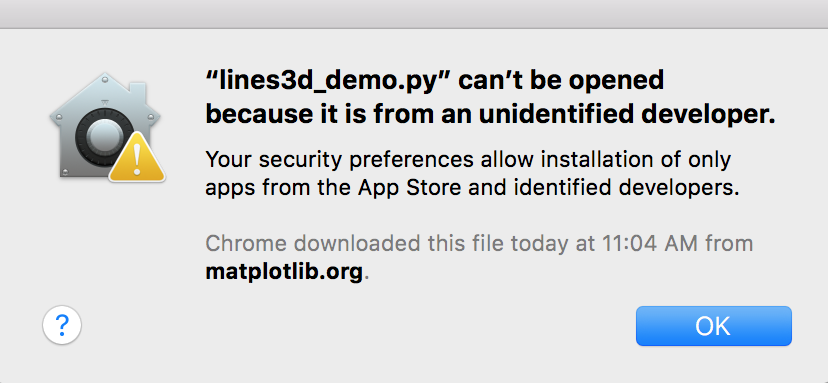 “lines3d_demo.py” can’t be opened
because it is from an unidentified developer.
Your security preferences allow installation of only
apps from the App Store and identified developers.
Chrome downloaded this file today at 11:04 AM from
matplotlib.org.
?
OK